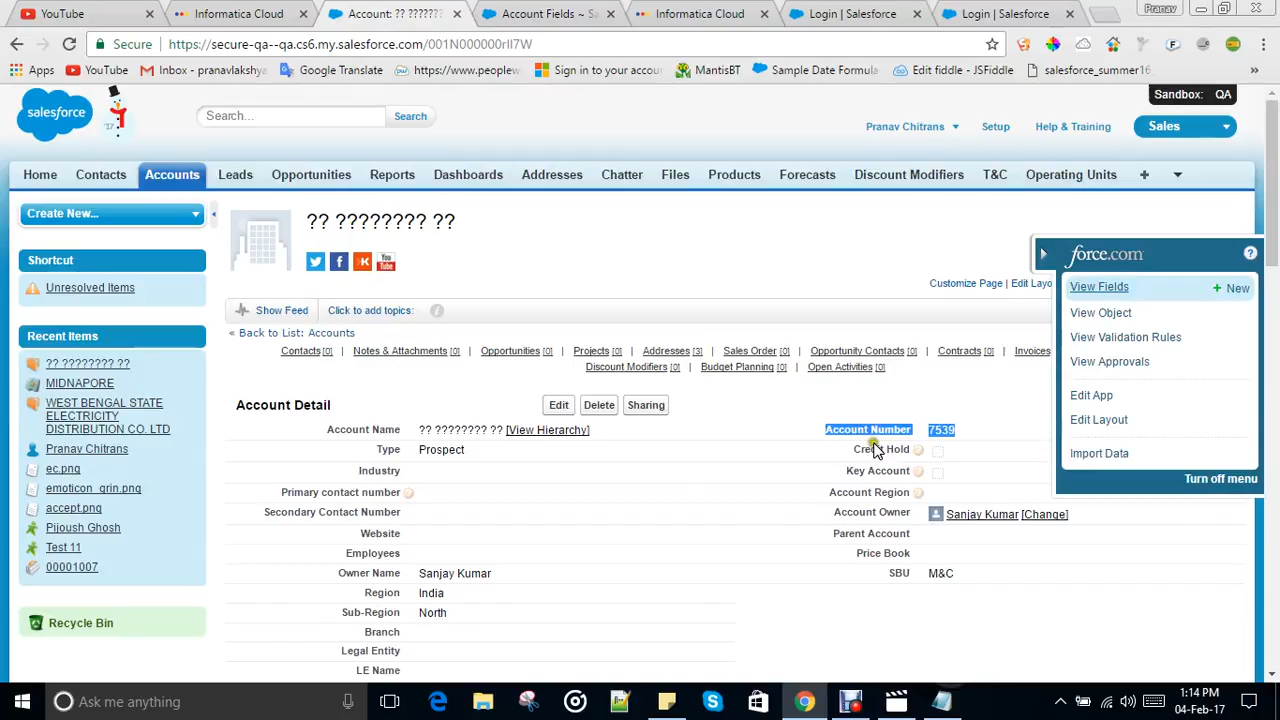 YouTube
Informatica Cloud
Account: ?? ???????
Account Fields ~ Sa
Informatica Cloud
Login | Salesforce
Login | Salesforce
Pranav
Secure
https://secure-qa--qa.cs6.my.salesforce.com/001N000000rII7W
Apps
YouTube
Inbox - pranavlakshya
Google Translate
https://www.peoplew
Sign in to your accou
MantisBT
Sample Date Formula
Edit fiddle - JSFiddle
salesforce_summer16
»
salesforce
'17
Search...
Search
Sandbox: QA
Pranav Chitrans
Setup
Help & Training
Sales
Home
Contacts
Accounts
Leads
Opportunities
Reports
Dashboards
Addresses
Chatter
Files
Products
Forecasts
Discount Modifiers
T&C
Operating Units
+
Create New...
Shortcut
Unresolved Items
Recent Items
?? ???????? ??
MIDNAPORE
WEST BENGAL STATE
ELECTRICITY
DISTRIBUTION CO. LTD
Pranav Chitrans
ec.png
emoticon_grin.png
accept.png
Pijoush Ghosh
Test 11
00001007
Recycle Bin
?? ???????? ??
You
Tube
Customize Page | Edit Layo
Show Feed
Click to add topics:
i
« Back to List: Accounts
Contacts [0] | Notes & Attachments [0] | Opportunities [0] | Projects [0] | Addresses [3] | Sales Order [0] | Opportunity Contacts [0] | Contracts [0] | Invoices
Discount Modifiers [0] | Budget Planning [0] | Open Activities [0]
Account Detail
Edit
Delete
Sharing
Account Name ?? ???????? ?? [View Hierarchy]
Account Number 7539
Type Prospect
Credit Hold
Industry
Key Account
Primary contact number
Account Region
Secondary Contact Number
Account Owner Sanjay Kumar [Change]
Website
Parent Account
Employees
Price Book
Owner Name Sanjay Kumar
SBU M&C
Region India
Sub-Region North
Branch
Legal Entity
LE Name
force.com
?
View Fields
+ New
View Object
View Validation Rules
View Approvals
Edit App
Edit Layout
Import Data
Turn off menu
Ask me anything
1:14 PM
04-Feb-17